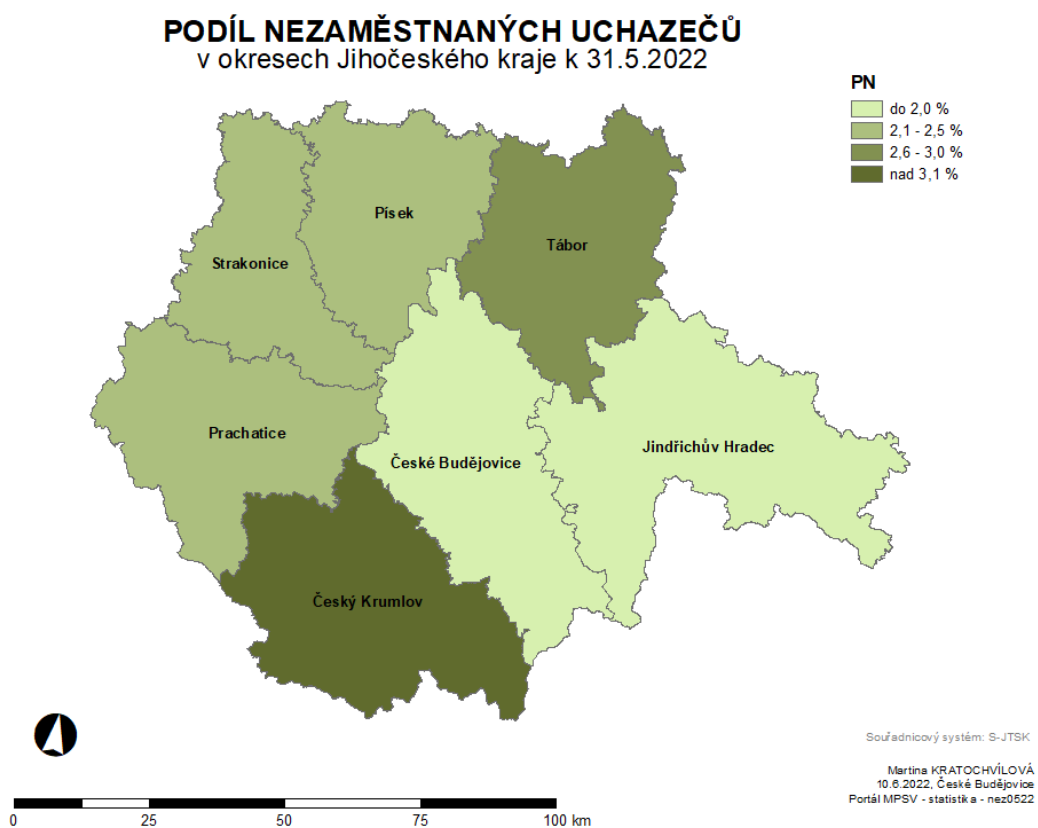 PODÍL NEZAMĚSTNANÝCH UCHAZEČŮ
v okresech Jihočeského kraje k 31.5.2022
PN
do 2,0 %
2,1 - 2,5 %
2,6 - 3,0 %
nad 3,1 %
Písek
Tábor
Strakonice
Prachatice
České Budějovice
Jindřichův Hradec
Český Krumlov
Souřadnicový systém: S-JTSK
Martina KRATOCHVÍLOVÁ
10.6.2022, České Budějovice
Portál MPSV - statistika - nez0522
0 25 50 75 100 km